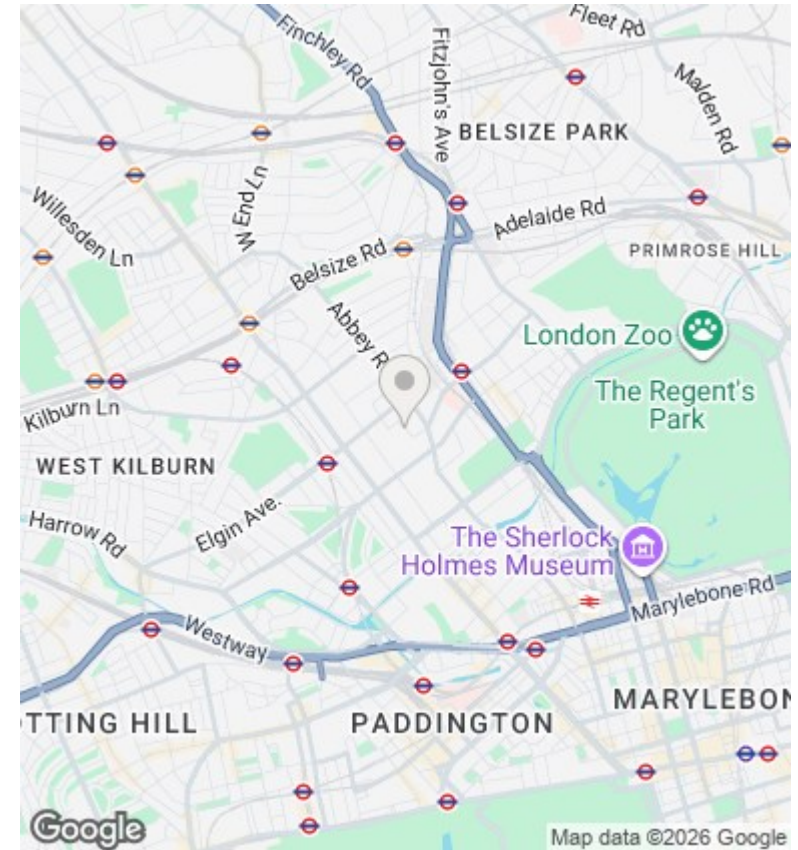 Fleet Rd
Finchley Rd
Fitzjohn's Ave
Malden Rd
BELSIZE PARK
W End Ln
Willesden Ln
Adelaide Rd
PRIMROSE HILL
Belsize Rd
Abbey R
London Zoo
The Regent's
Park
Kilburn Ln
WEST KILBURN
Elgin Ave.
Harrow Rd
The Sherlock
Holmes Museum
Marylebone Rd
Westway
MARYLEBON
TTING HILL
PADDINGTON
Google
Map data ©2026 Google